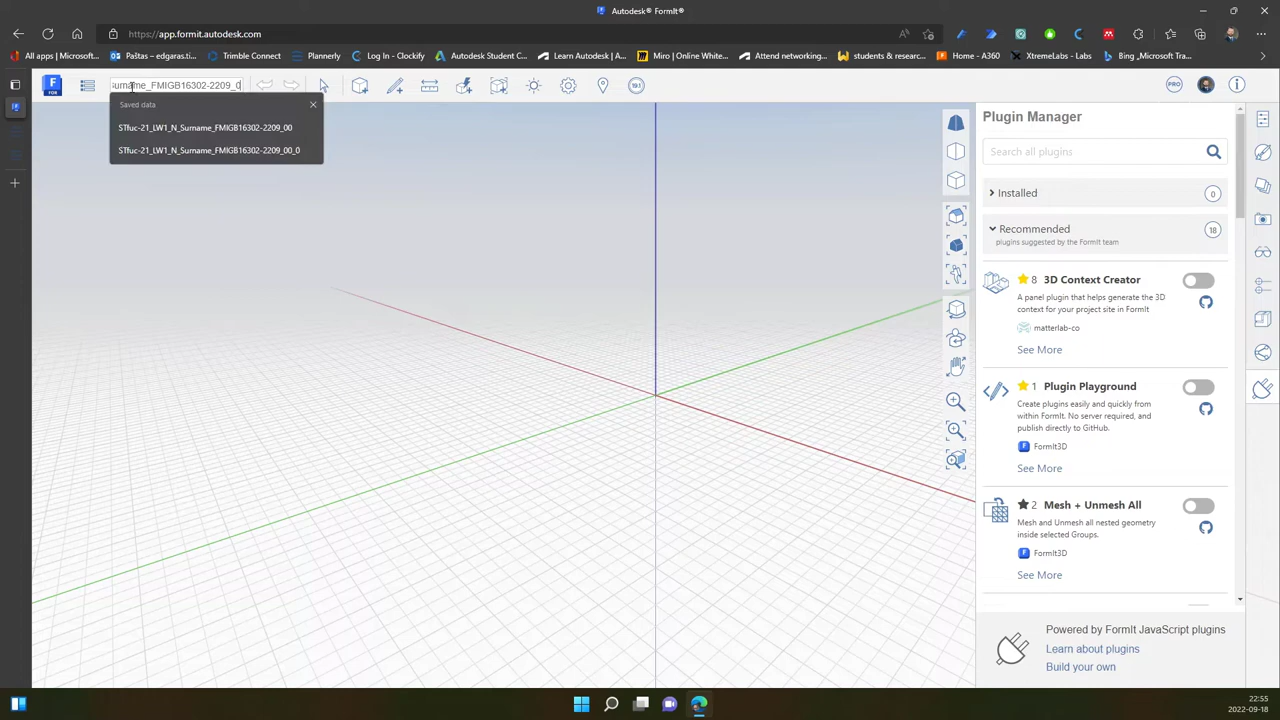 Autodesk® FormIt®
https://app.formit.autodesk.com
All apps | Microsoft...
Paštas – edgaras.ti...
Trimble Connect
Plannerly
Log In - Clockify
Autodesk Student C...
Learn Autodesk | A...
Miro | Online White...
Attend networking...
students & researc...
Home – A360
XtremeLabs
Bing „Microsoft Tra...
FOR
urname_FMIGB16302-2209_0
19.1
PRO
Saved data
STfuc-21_LW1_N_Surname_FMIGB16302-2209_00
STfuc-21_LW1_N_Surname_FMIGB16302-2209_00_0
Plugin Manager
Search all plugins
Installed 0
Recommended 18
plugins suggested by the FormIt team
8 3D Context Creator
A panel plugin that helps generate the 3D
context for your project site in FormIt
matterlab-co
See More
1 Plugin Playground
Create plugins easily and quickly from
within FormIt. No server required, and
publish directly to GitHub.
FormIt3D
See More
2 Mesh + Unmesh All
Mesh and Unmesh all nested geometry
inside selected Groups.
FormIt3D
See More
Powered by FormIt JavaScript plugins
Learn about plugins
Build your own
22:55
2022-09-18